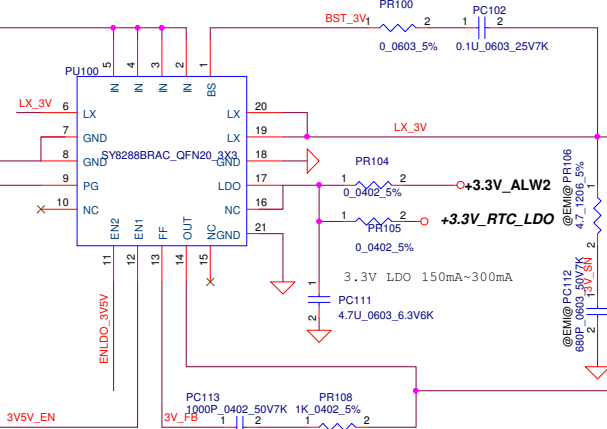 PR100
PC102
BST_3V
1
2
1
2
0_0603_5%
0.1U_0603_25V7K
PU100
5
4
3
2
1
IN
IN
IN
IN
BS
LX_3V
6
LX
LX
20
7
GND
LX
19
LX_3V
8
GND
SY8288BRAC_QFN20_3X3
GND
18
9
PG
LDO
17
10
NC
NC
16
EN2
EN1
FF
OUT
NC
GND
21
11
12
13
14
15
PR104
1
2
0_0402_5%
+3.3V_ALW2
1
2
PR105
+3.3V_RTC_LDO
0_0402_5%
3.3V LDO 150mA~300mA
1
PC111
4.7U_0603_6.3V6K
2
@EMI@ PR106
4.7_1206_5%
1
2
3V_SN
@EMI@ PC112
680P_0603_50V7K
1
2
ENLDO_3V5V
3V5V_EN
3V_FB
PC113
1000P_0402_50V7K
1
2
PR108
1K_0402_5%
1
2